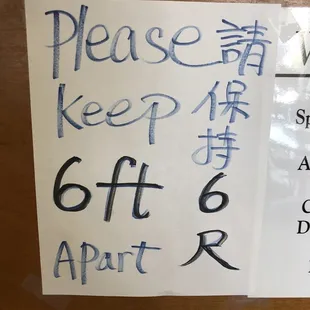 Please
keep
6ft
Apart
請保持6尺